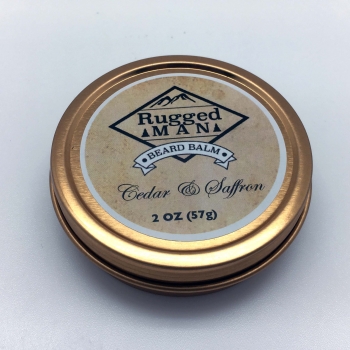 Rugged
MAN
BEARD BALM
Cedar & Saffron
2 OZ (57g)